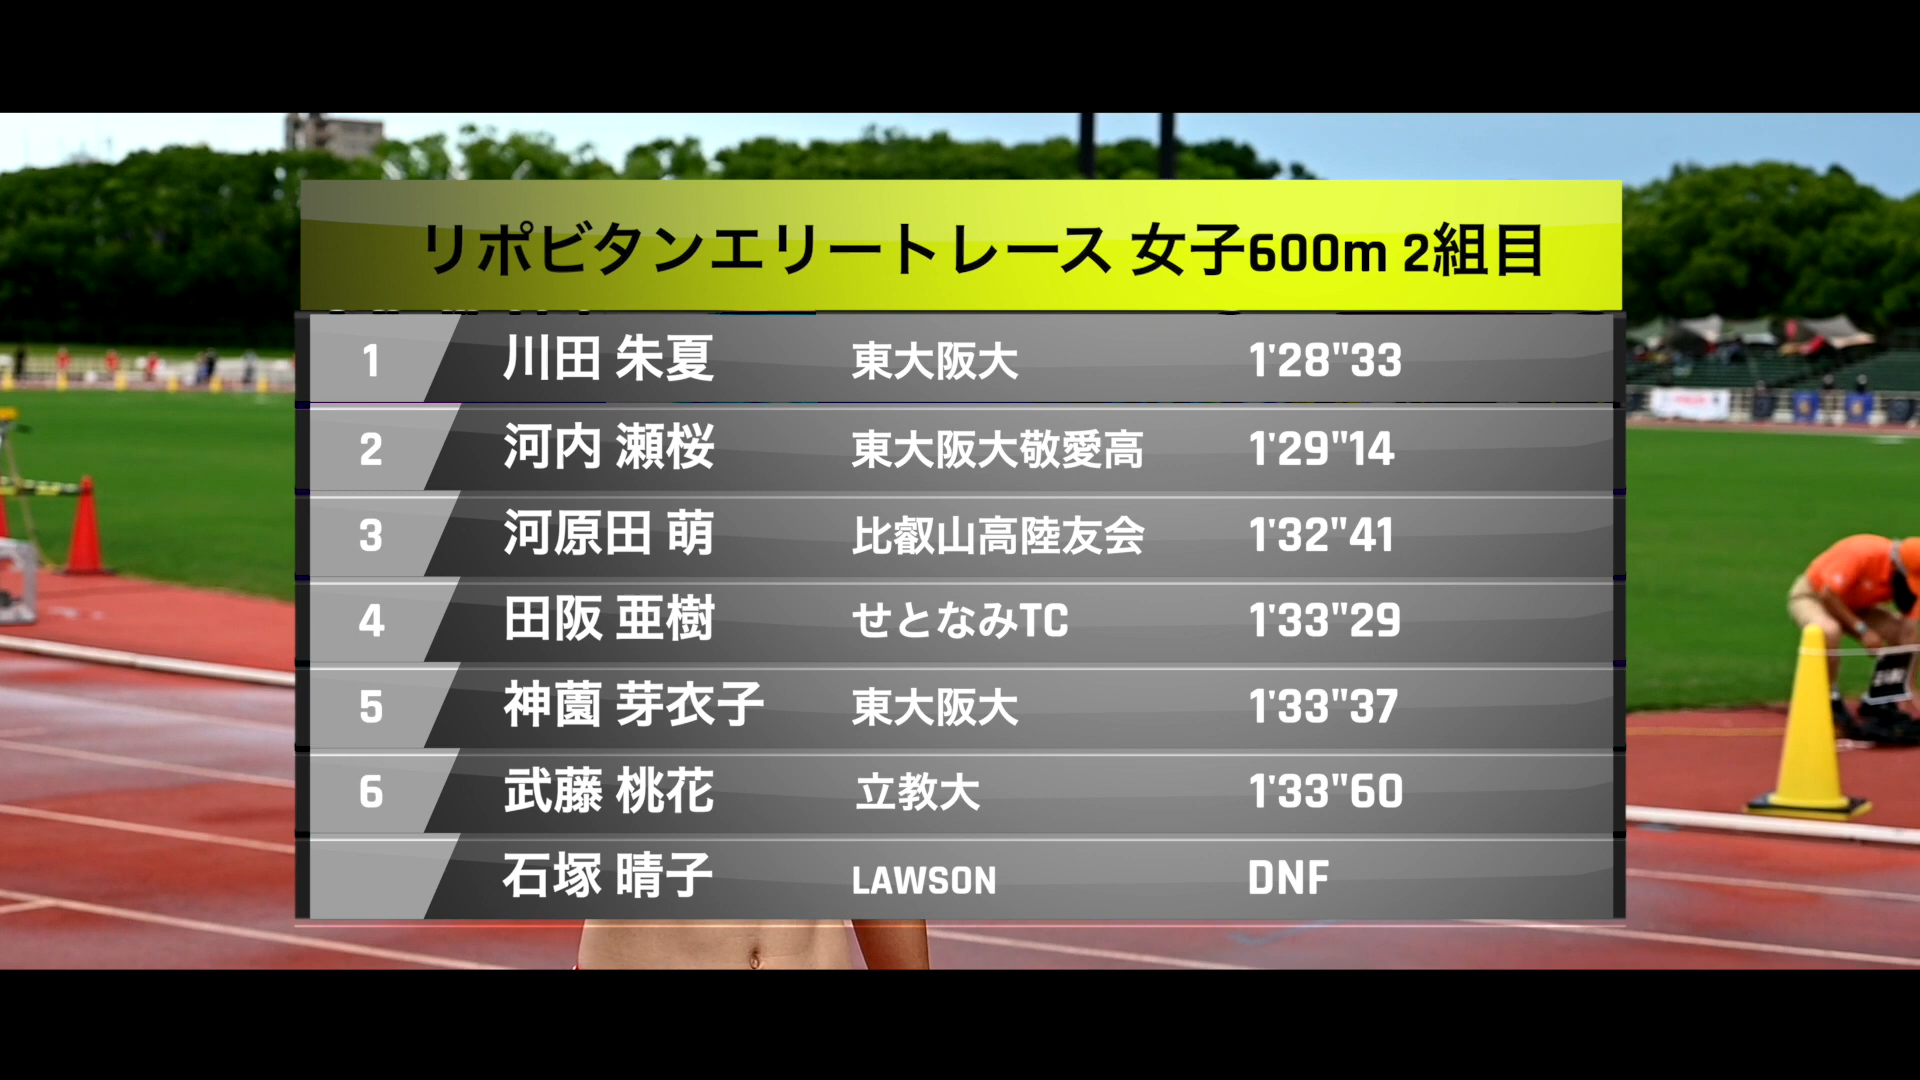 リポビタンエリートレース 女子600m 2組目
1 川田 朱夏 東大阪大 1'28"33
2 河内 瀬桜 東大阪大敬愛高 1'29"14
3 河原田 萌 比叡山高陸友会 1'32"41
4 田阪 亜樹 せとなみTC 1'33"29
5 神薗 芽衣子 東大阪大 1'33"37
6 武藤 桃花 立教大 1'33"60
石塚 晴子 LAWSON DNF